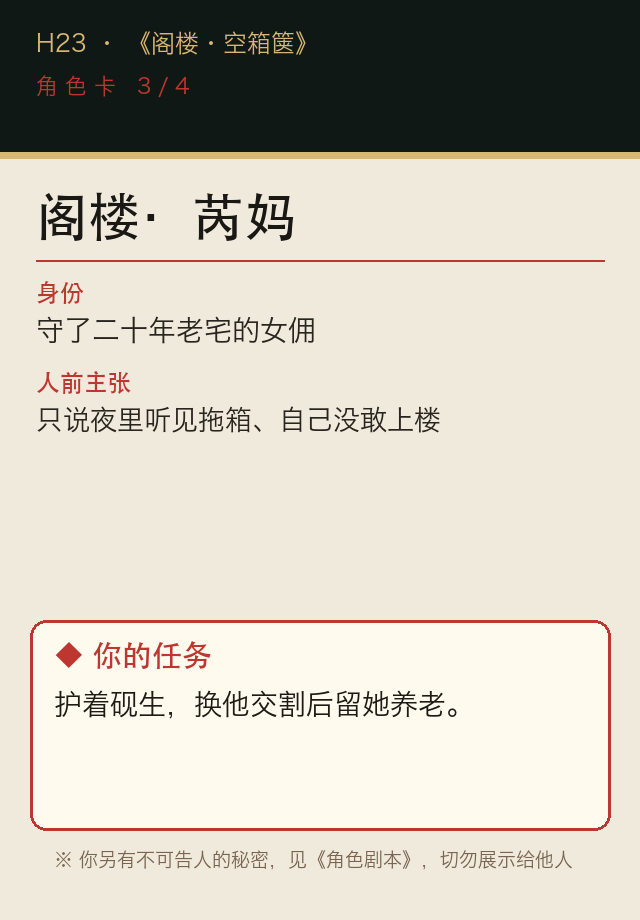 H23 · 《阁楼·空箱箧》
角色卡 3/4
阁楼· 芮妈
身份
守了二十年老宅的女佣
人前主张
只说夜里听见拖箱、自己没敢上楼
◆ 你的任务
护着砚生，换他交割后留她养老。
※ 你另有不可告人的秘密，见《角色剧本》，切勿展示给他人